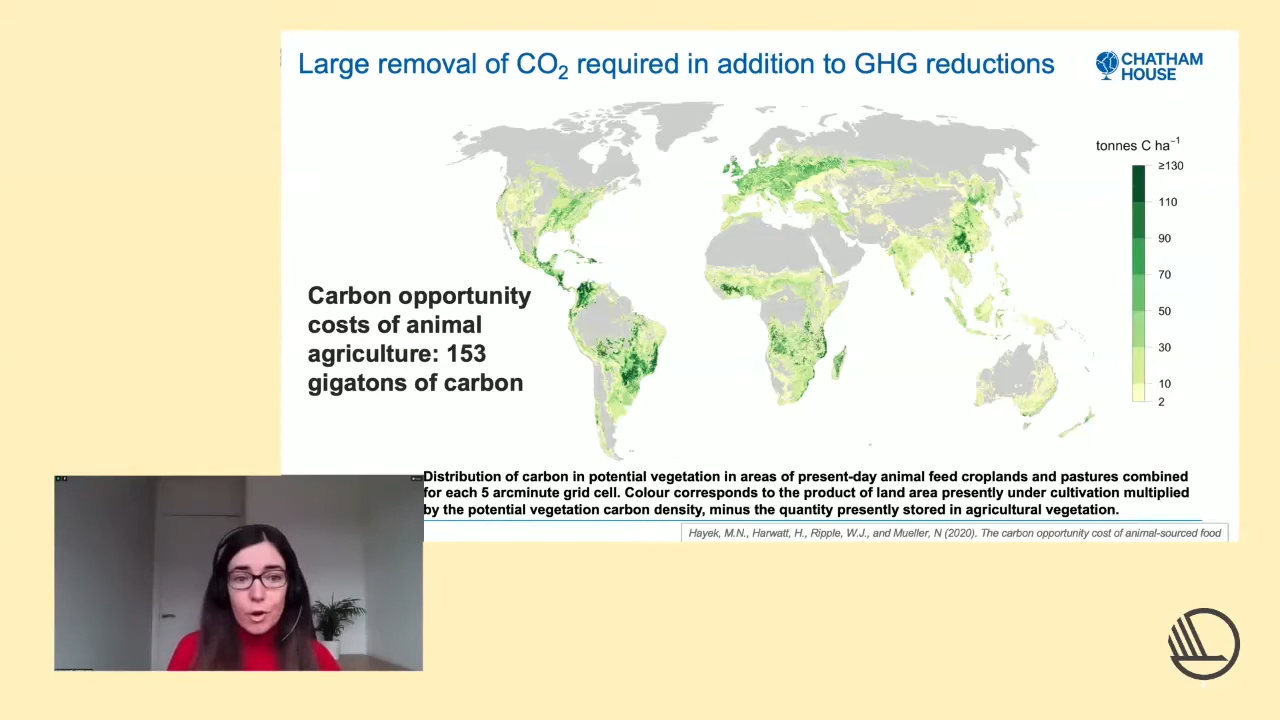 Large removal of CO₂ required in addition to GHG reductions
CHATHAM
HOUSE
tonnes C ha⁻¹
≥130
110
90
70
50
30
10
2
Carbon opportunity
costs of animal
agriculture: 153
gigatons of carbon
Distribution of carbon in potential vegetation in areas of present-day animal feed croplands and pastures combined
for each 5 arcminute grid cell. Colour corresponds to the product of land area presently under cultivation multiplied
by the potential vegetation carbon density, minus the quantity presently stored in agricultural vegetation.
Hayek, M.N., Harwatt, H., Ripple, W.J., and Mueller, N (2020). The carbon opportunity cost of animal-sourced food